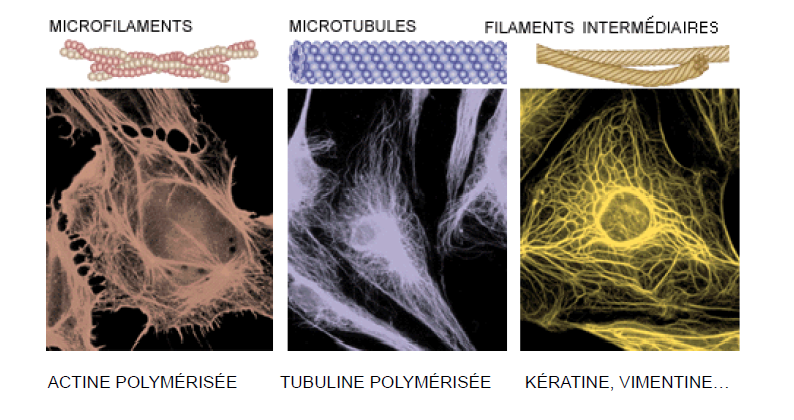 MICROFILAMENTS
MICROTUBULES
FILAMENTS INTERMÉDIAIRES
ACTINE POLYMÉRISÉE
TUBULINE POLYMÉRISÉE
KÉRATINE, VIMENTINE...